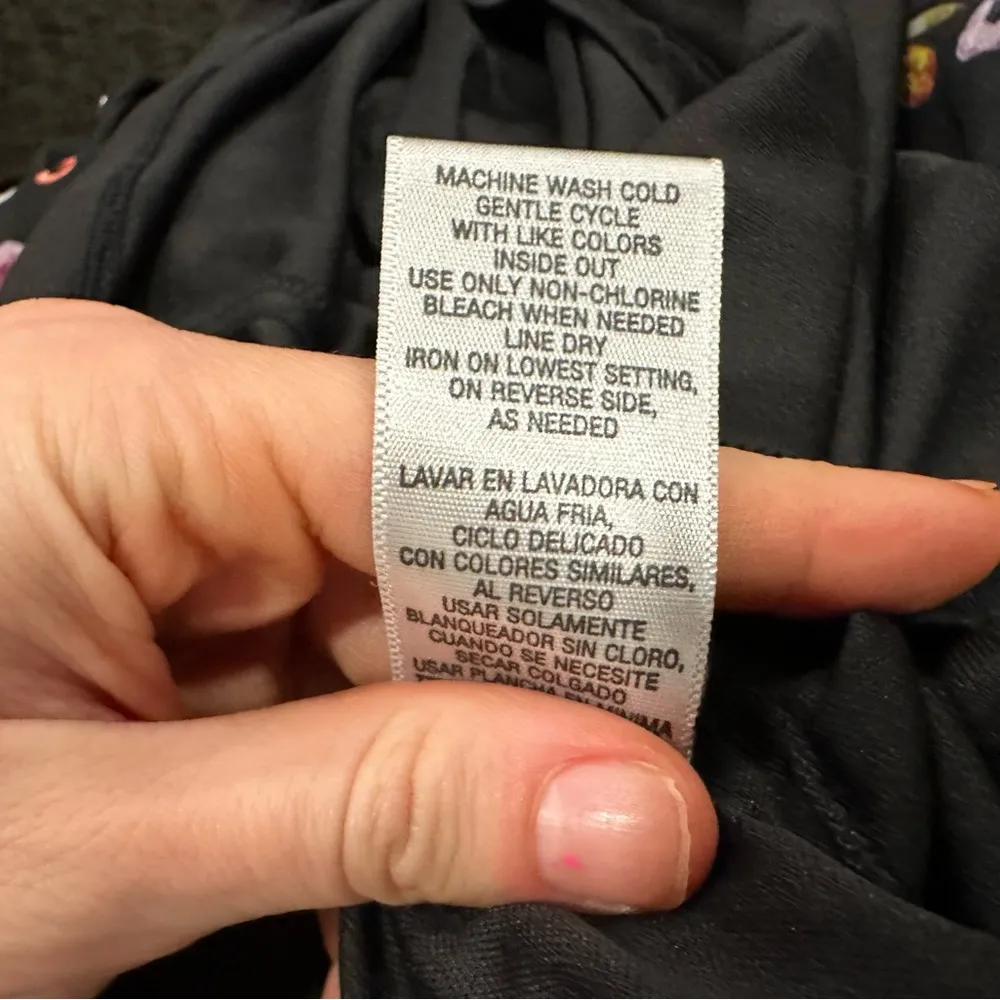 MACHINE WASH COLD
GENTLE CYCLE
WITH LIKE COLORS
INSIDE OUT
USE ONLY NON-CHLORINE
BLEACH WHEN NEEDED
LINE DRY
IRON ON LOWEST SETTING,
ON REVERSE SIDE,
AS NEEDED
LAVAR EN LAVADORA CON
AGUA FRIA,
CICLO DELICADO
CON COLORES SIMILARES,
AL REVERSO
USAR SOLAMENTE
BLANQUEADOR SIN CLORO,
CUANDO SE NECESITE
SECAR COLGADO
USAR PLANCHA EN MINIMA